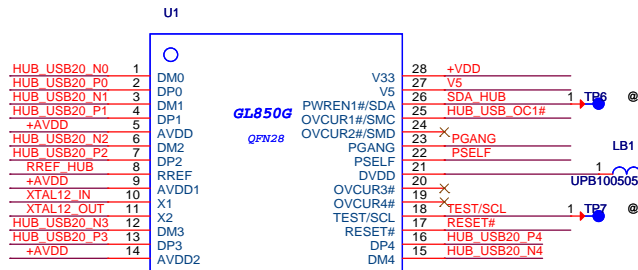 U1
HUB_USB20_N0 1 DM0 V33 28 +VDD
HUB_USB20_P0 2 DP0 V5 27 V5
HUB_USB20_N1 3 DM1 PWREN1#/SDA 26 SDA_HUB 1 TP6 @
HUB_USB20_P1 4 DP1 GL850G OVCUR1#/SMC 25 HUB_USB_OC1#
+AVDD 5 AVDD OVCUR2#/SMD 24
HUB_USB20_N2 6 DM2 QFN28 PGANG 23 PGANG
HUB_USB20_P2 7 DP2 PSELF 22 PSELF LB1
RREF_HUB 8 RREF DVDD 21 1
+AVDD 9 AVDD1 OVCUR3# 20 UPB100505
XTAL12_IN 10 X1 OVCUR4# 19
XTAL12_OUT 11 X2 TEST/SCL 18 TEST/SCL 1 TP7 @
HUB_USB20_N3 12 DM3 RESET# 17 RESET#
HUB_USB20_P3 13 DP3 DP4 16 HUB_USB20_P4
+AVDD 14 AVDD2 DM4 15 HUB_USB20_N4